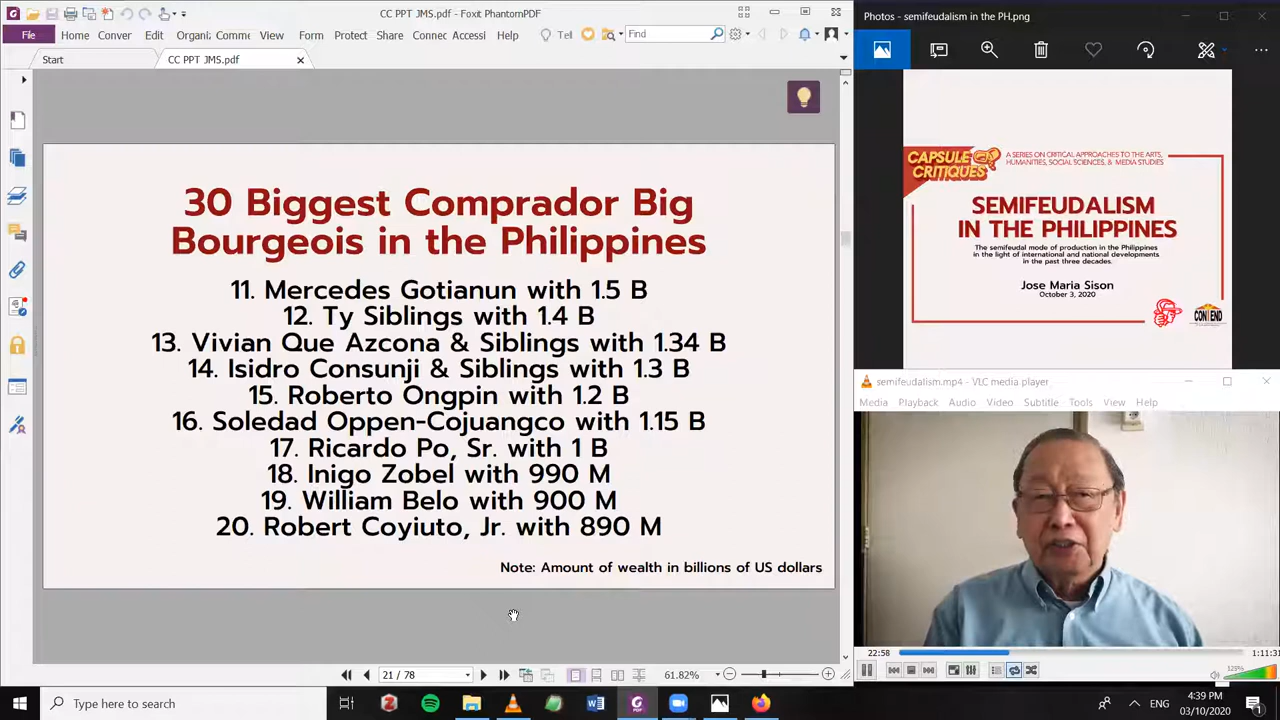 CC PPT JMS.pdf - Foxit PhantomPDF
File Home Conver Edit Organi: Comme View Form Protect Share Connec Accessi Help Tell Find
Start
CC PPT JMS.pdf
30 Biggest Comprador Big
Bourgeois in the Philippines
11. Mercedes Gotianun with 1.5 B
12. Ty Siblings with 1.4 B
13. Vivian Que Azcona & Siblings with 1.34 B
14. Isidro Consunji & Siblings with 1.3 B
15. Roberto Ongpin with 1.2 B
16. Soledad Oppen-Cojuangco with 1.15 B
17. Ricardo Po, Sr. with 1 B
18. Inigo Zobel with 990 M
19. William Belo with 900 M
20. Robert Coyiuto, Jr. with 890 M
Note: Amount of wealth in billions of US dollars
21 / 78
61.82%
Photos - semifeudalism in the PH.png
CAPSULE
CRITIQUES
A SERIES ON CRITICAL APPROACHES TO THE ARTS,
HUMANITIES, SOCIAL SCIENCES, & MEDIA STUDIES
SEMIFEUDALISM
IN THE PHILIPPINES
The semifeudal mode of production in the Philippines
in the light of international and national developments
in the past three decades.
Jose Maria Sison
October 3, 2020
CONTEND
semifeudalism.mp4 - VLC media player
Media Playback Audio Video Subtitle Tools View Help
22:58
1:11:31
125%
Type here to search
ENG
4:39 PM
03/10/2020